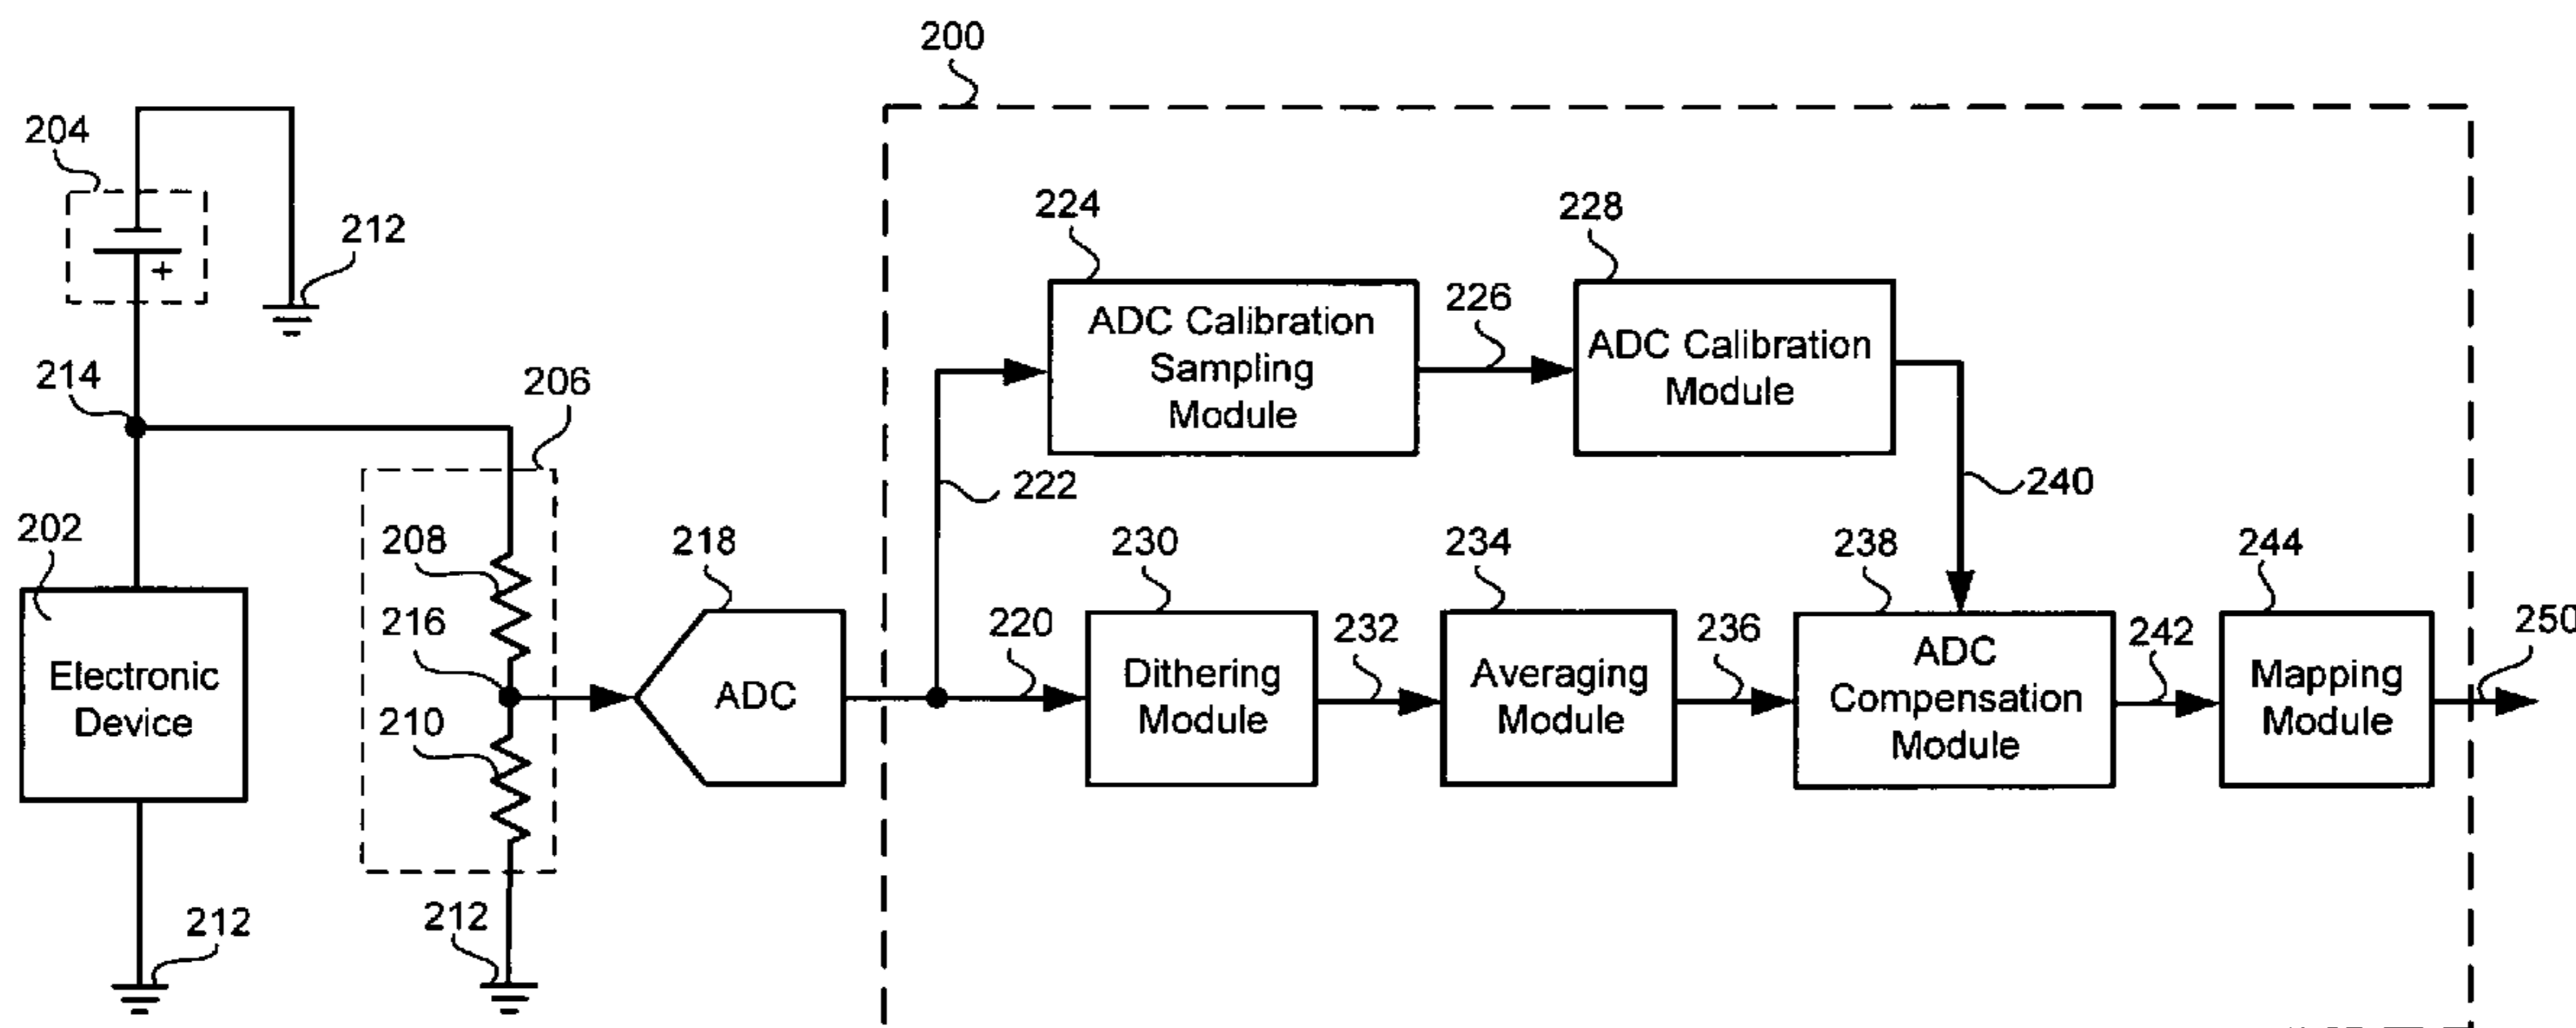 200
204
212
224
228
ADC Calibration
Sampling
Module
226
ADC Calibration
Module
214
206
222
240
202
208
218
230
234
238
244
216
220
232
236
242
250
Electronic
Device
ADC
Dithering
Module
Averaging
Module
ADC
Compensation
Module
Mapping
Module
210
212
212
+